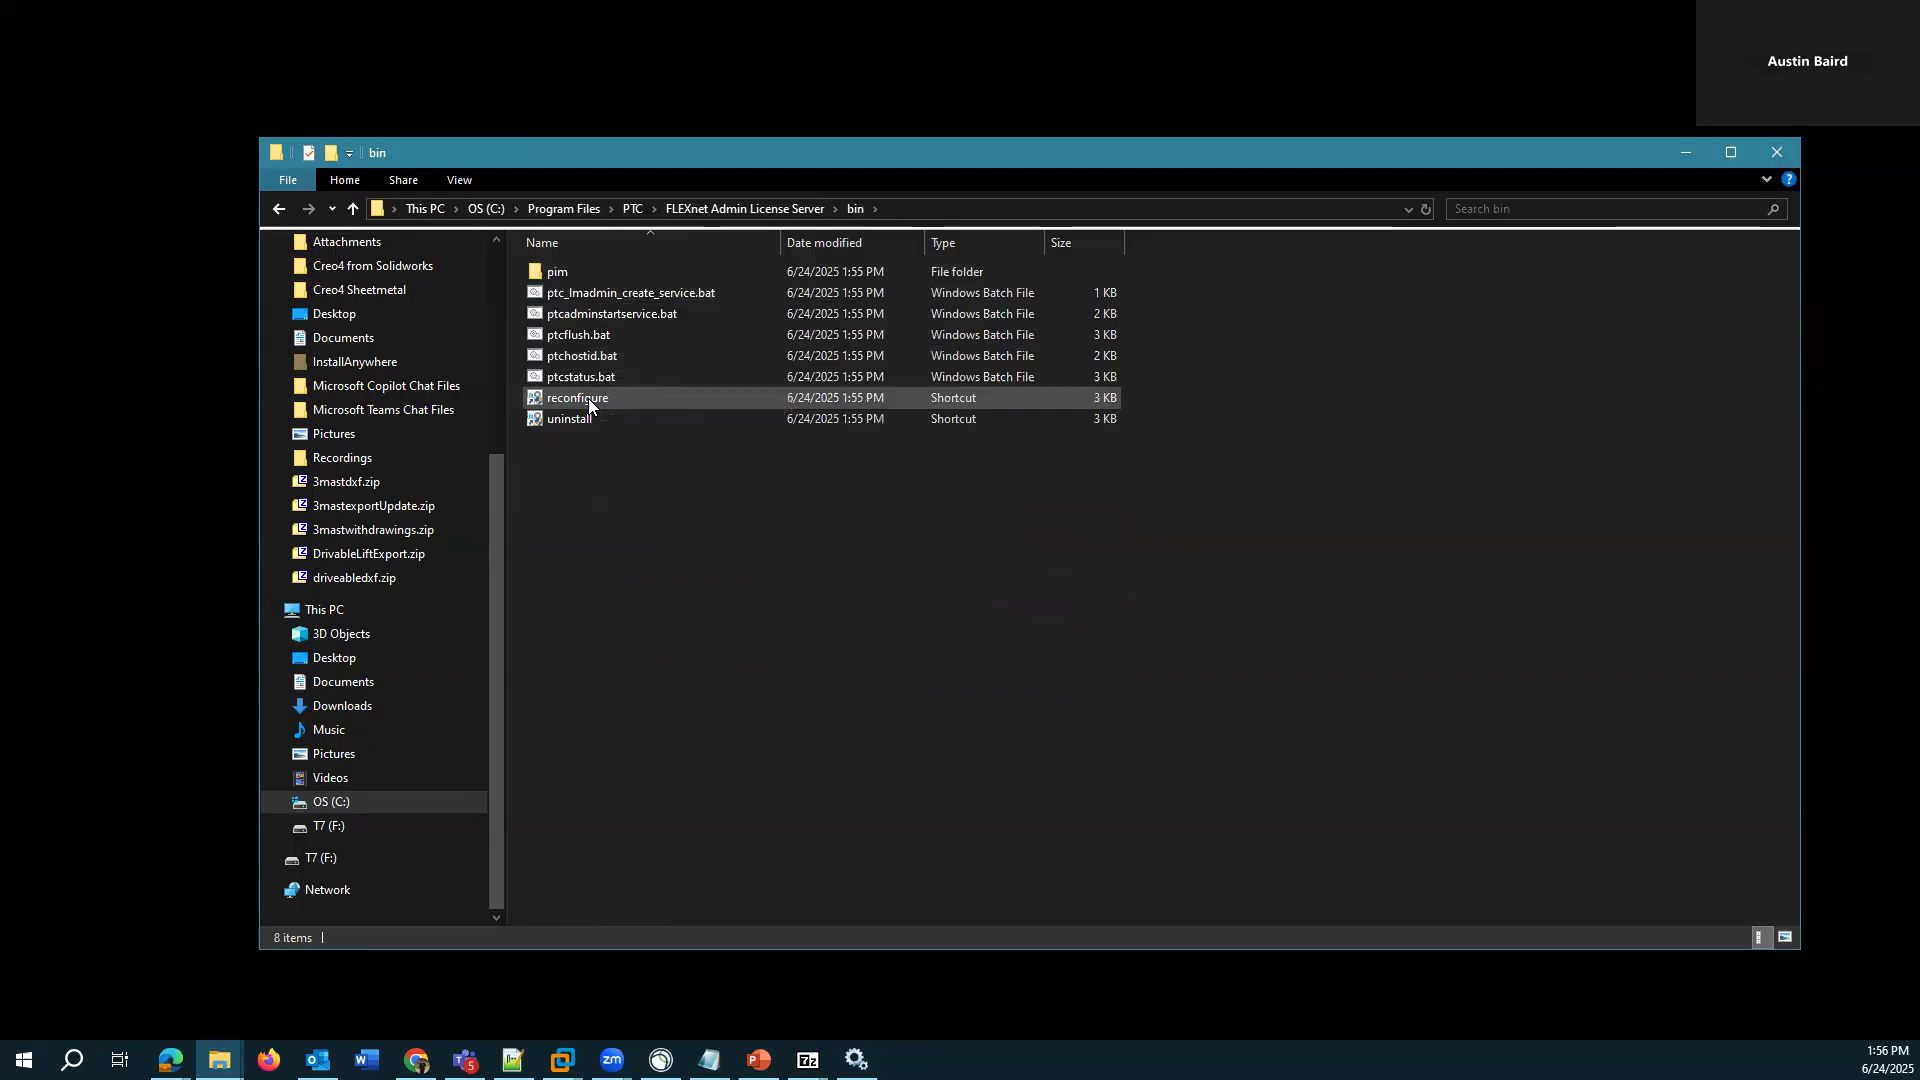 Austin Baird
bin
File Home Share View
This PC OS (C:) Program Files PTC FLEXnet Admin License Server bin
Search bin
Name Date modified Type Size
Attachments
Creo4 from Solidworks
Creo4 Sheetmetal
Desktop
Documents
InstallAnywhere
Microsoft Copilot Chat Files
Microsoft Teams Chat Files
Pictures
Recordings
3mastdxf.zip
3mastexportUpdate.zip
3mastwithdrawings.zip
DrivableLiftExport.zip
driveabledxf.zip
This PC
3D Objects
Desktop
Documents
Downloads
Music
Pictures
Videos
OS (C:)
T7 (F:)
T7 (F:)
Network
pim 6/24/2025 1:55 PM File folder
ptc_lmadmin_create_service.bat 6/24/2025 1:55 PM Windows Batch File 1 KB
ptcadminstartservice.bat 6/24/2025 1:55 PM Windows Batch File 2 KB
ptcflush.bat 6/24/2025 1:55 PM Windows Batch File 3 KB
ptchostid.bat 6/24/2025 1:55 PM Windows Batch File 2 KB
ptcstatus.bat 6/24/2025 1:55 PM Windows Batch File 3 KB
reconfigure 6/24/2025 1:55 PM Shortcut 3 KB
uninstall 6/24/2025 1:55 PM Shortcut 3 KB
8 items
zm
7z
5
1:56 PM
6/24/2025